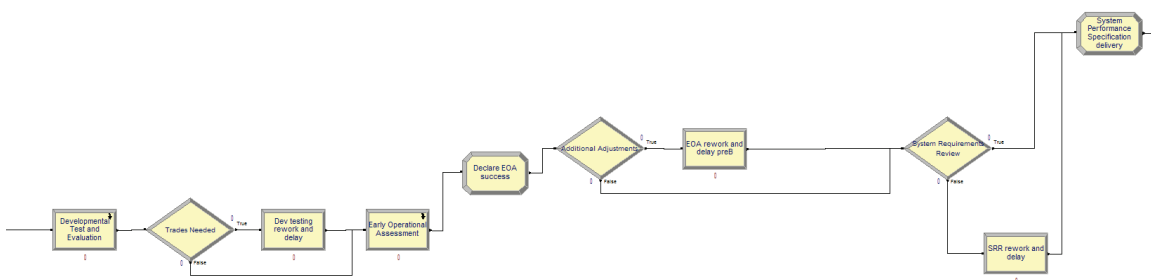 System
Performance
Specification
delivery
True
True
Additional Adjustments?
EOA rework and
delay preB
System Requirements
Review
True
Declare EOA
success
False
False
Developmental
Test and
Evaluation
Trades Needed
True
Dev testing
rework and
delay
Early Operational
Assessment
False
SRR rework and
delay